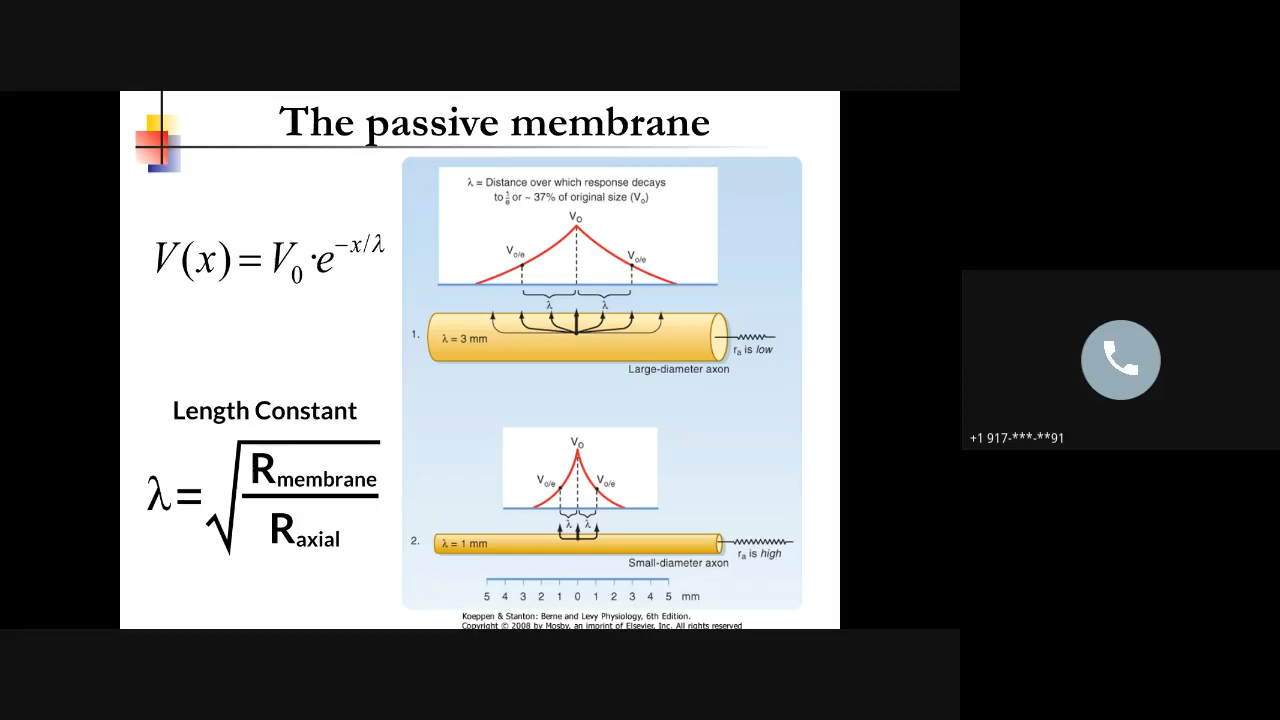 The passive membrane
V(x) = V₀ · e^(−x/λ)
Length Constant
λ = √(Rmembrane / Raxial)
λ = Distance over which response decays
to 1/e or ~ 37% of original size (Vo)
Vo
Vo/e
Vo/e
λ
λ
1.
λ = 3 mm
ra is low
Large-diameter axon
Vo
Vo/e
Vo/e
λ
λ
2.
λ = 1 mm
ra is high
Small-diameter axon
5 4 3 2 1 0 1 2 3 4 5 mm
Koeppen & Stanton: Berne and Levy Physiology, 6th Edition.
Copyright © 2008 by Mosby, an imprint of Elsevier, Inc. All rights reserved
+1 917-***-**91